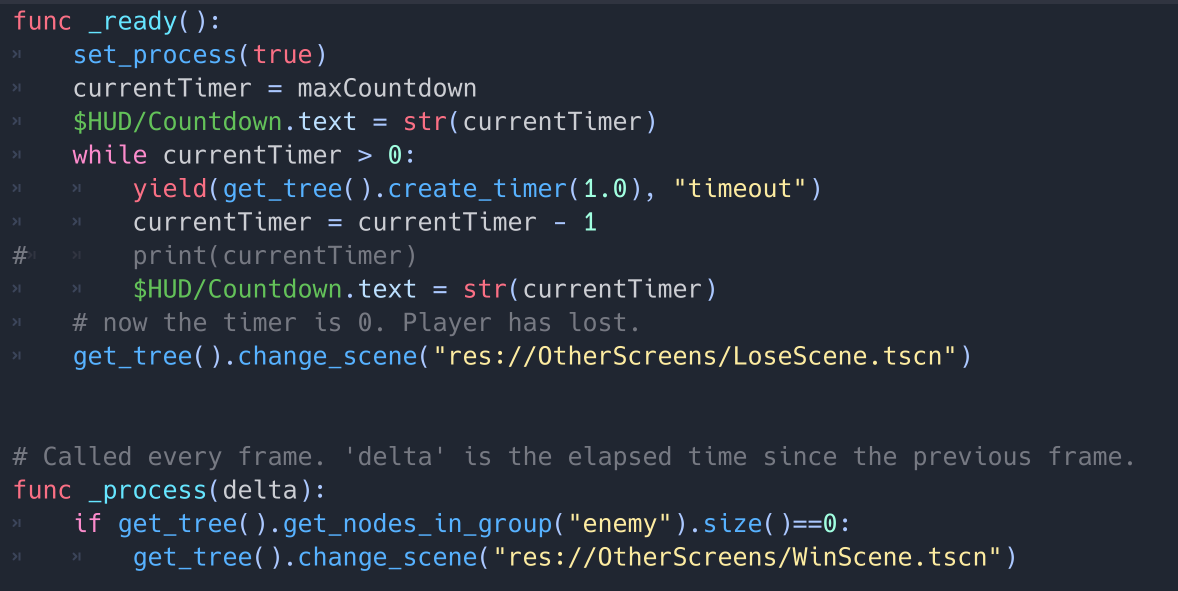 func _ready():
set_process(true)
currentTimer = maxCountdown
$HUD/Countdown.text = str(currentTimer)
while currentTimer > 0:
yield(get_tree().create_timer(1.0), "timeout")
currentTimer = currentTimer - 1
# print(currentTimer)
$HUD/Countdown.text = str(currentTimer)
# now the timer is 0. Player has lost.
get_tree().change_scene("res://OtherScreens/LoseScene.tscn")
# Called every frame. 'delta' is the elapsed time since the previous frame.
func _process(delta):
if get_tree().get_nodes_in_group("enemy").size()==0:
get_tree().change_scene("res://OtherScreens/WinScene.tscn")